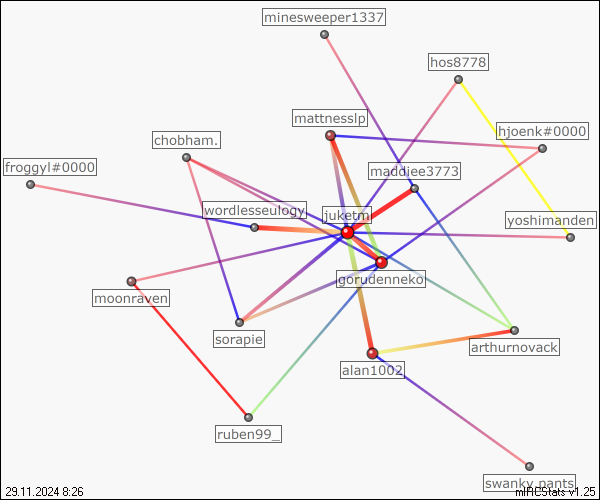 minesweeper1337
hos8778
mattnesslp
hjoenk#0000
chobham.
froggyl#0000
maddiee3773
wordlesseulogy
juketm
yoshimanden
gorudenneko
moonraven
sorapie
arthurnovack
alan1002
ruben99_
swanky.pants
29.11.2024 8:26
mIRCStats v1.25